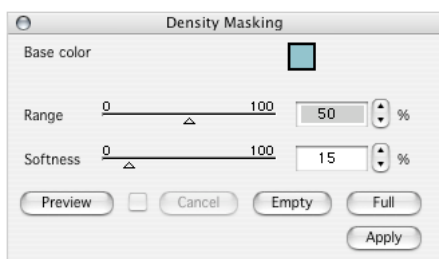 Density Masking
Base color
Range 0 100 50 %
Softness 0 100 15 %
Preview Cancel Empty Full
Apply